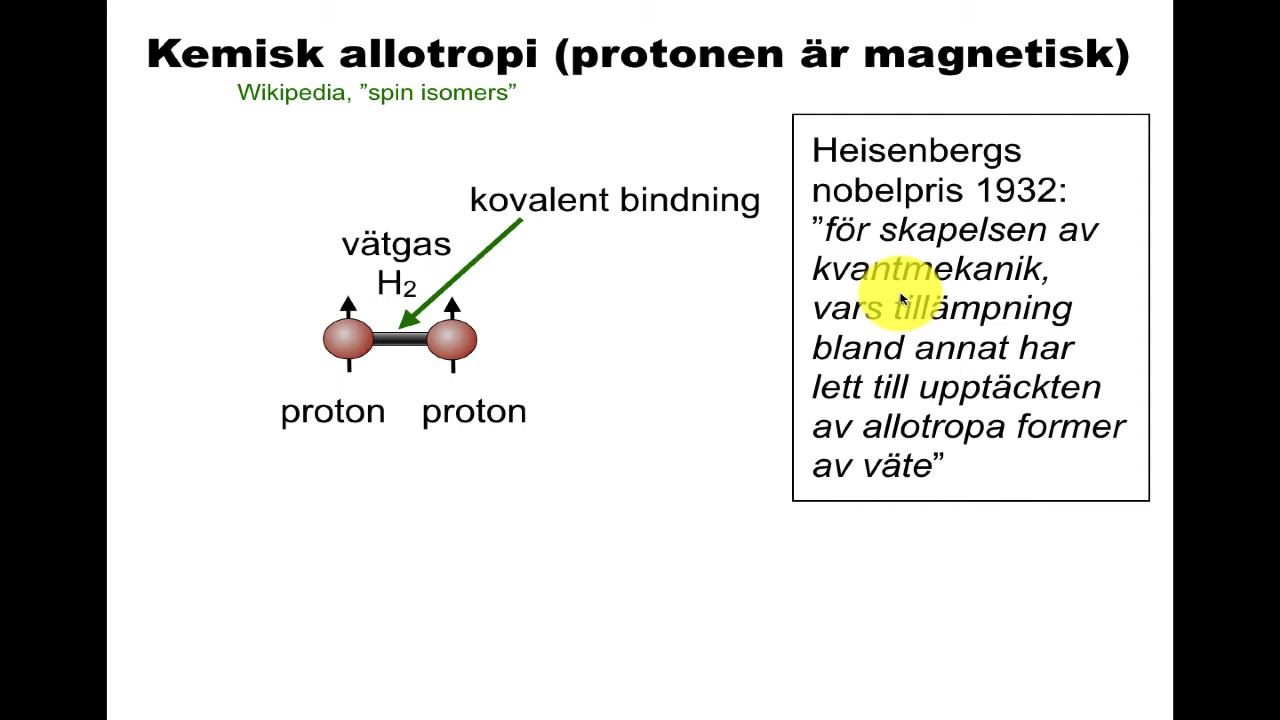 Kemisk allotropi (protonen är magnetisk)
Wikipedia, ”spin isomers”
kovalent bindning
vätgas
H₂
proton proton
Heisenbergs
nobelpris 1932:
”för skapelsen av
kvantmekanik,
vars tillämpning
bland annat har
lett till upptäckten
av allotropa former
av väte”